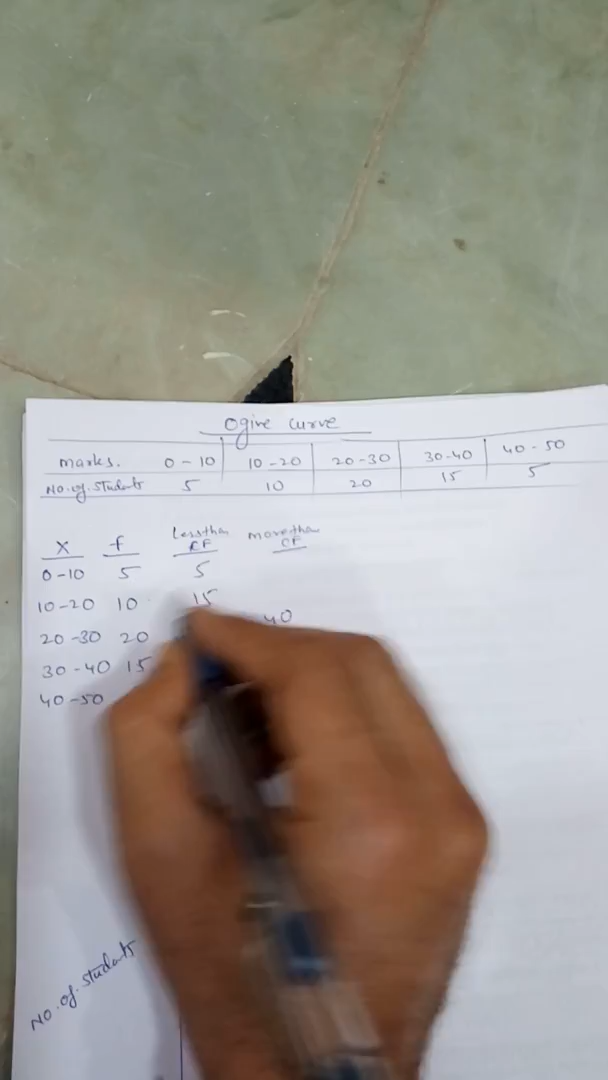 Ogive Curve
Marks. 0-10 10-20 20-30 30-40 40-50
No. of. Students 5 10 20 15 5
X f Less than CF more than CF
0-10 5 5
10-20 10 15
20-30 20 40
30-40 15
40-50
No. of. Students